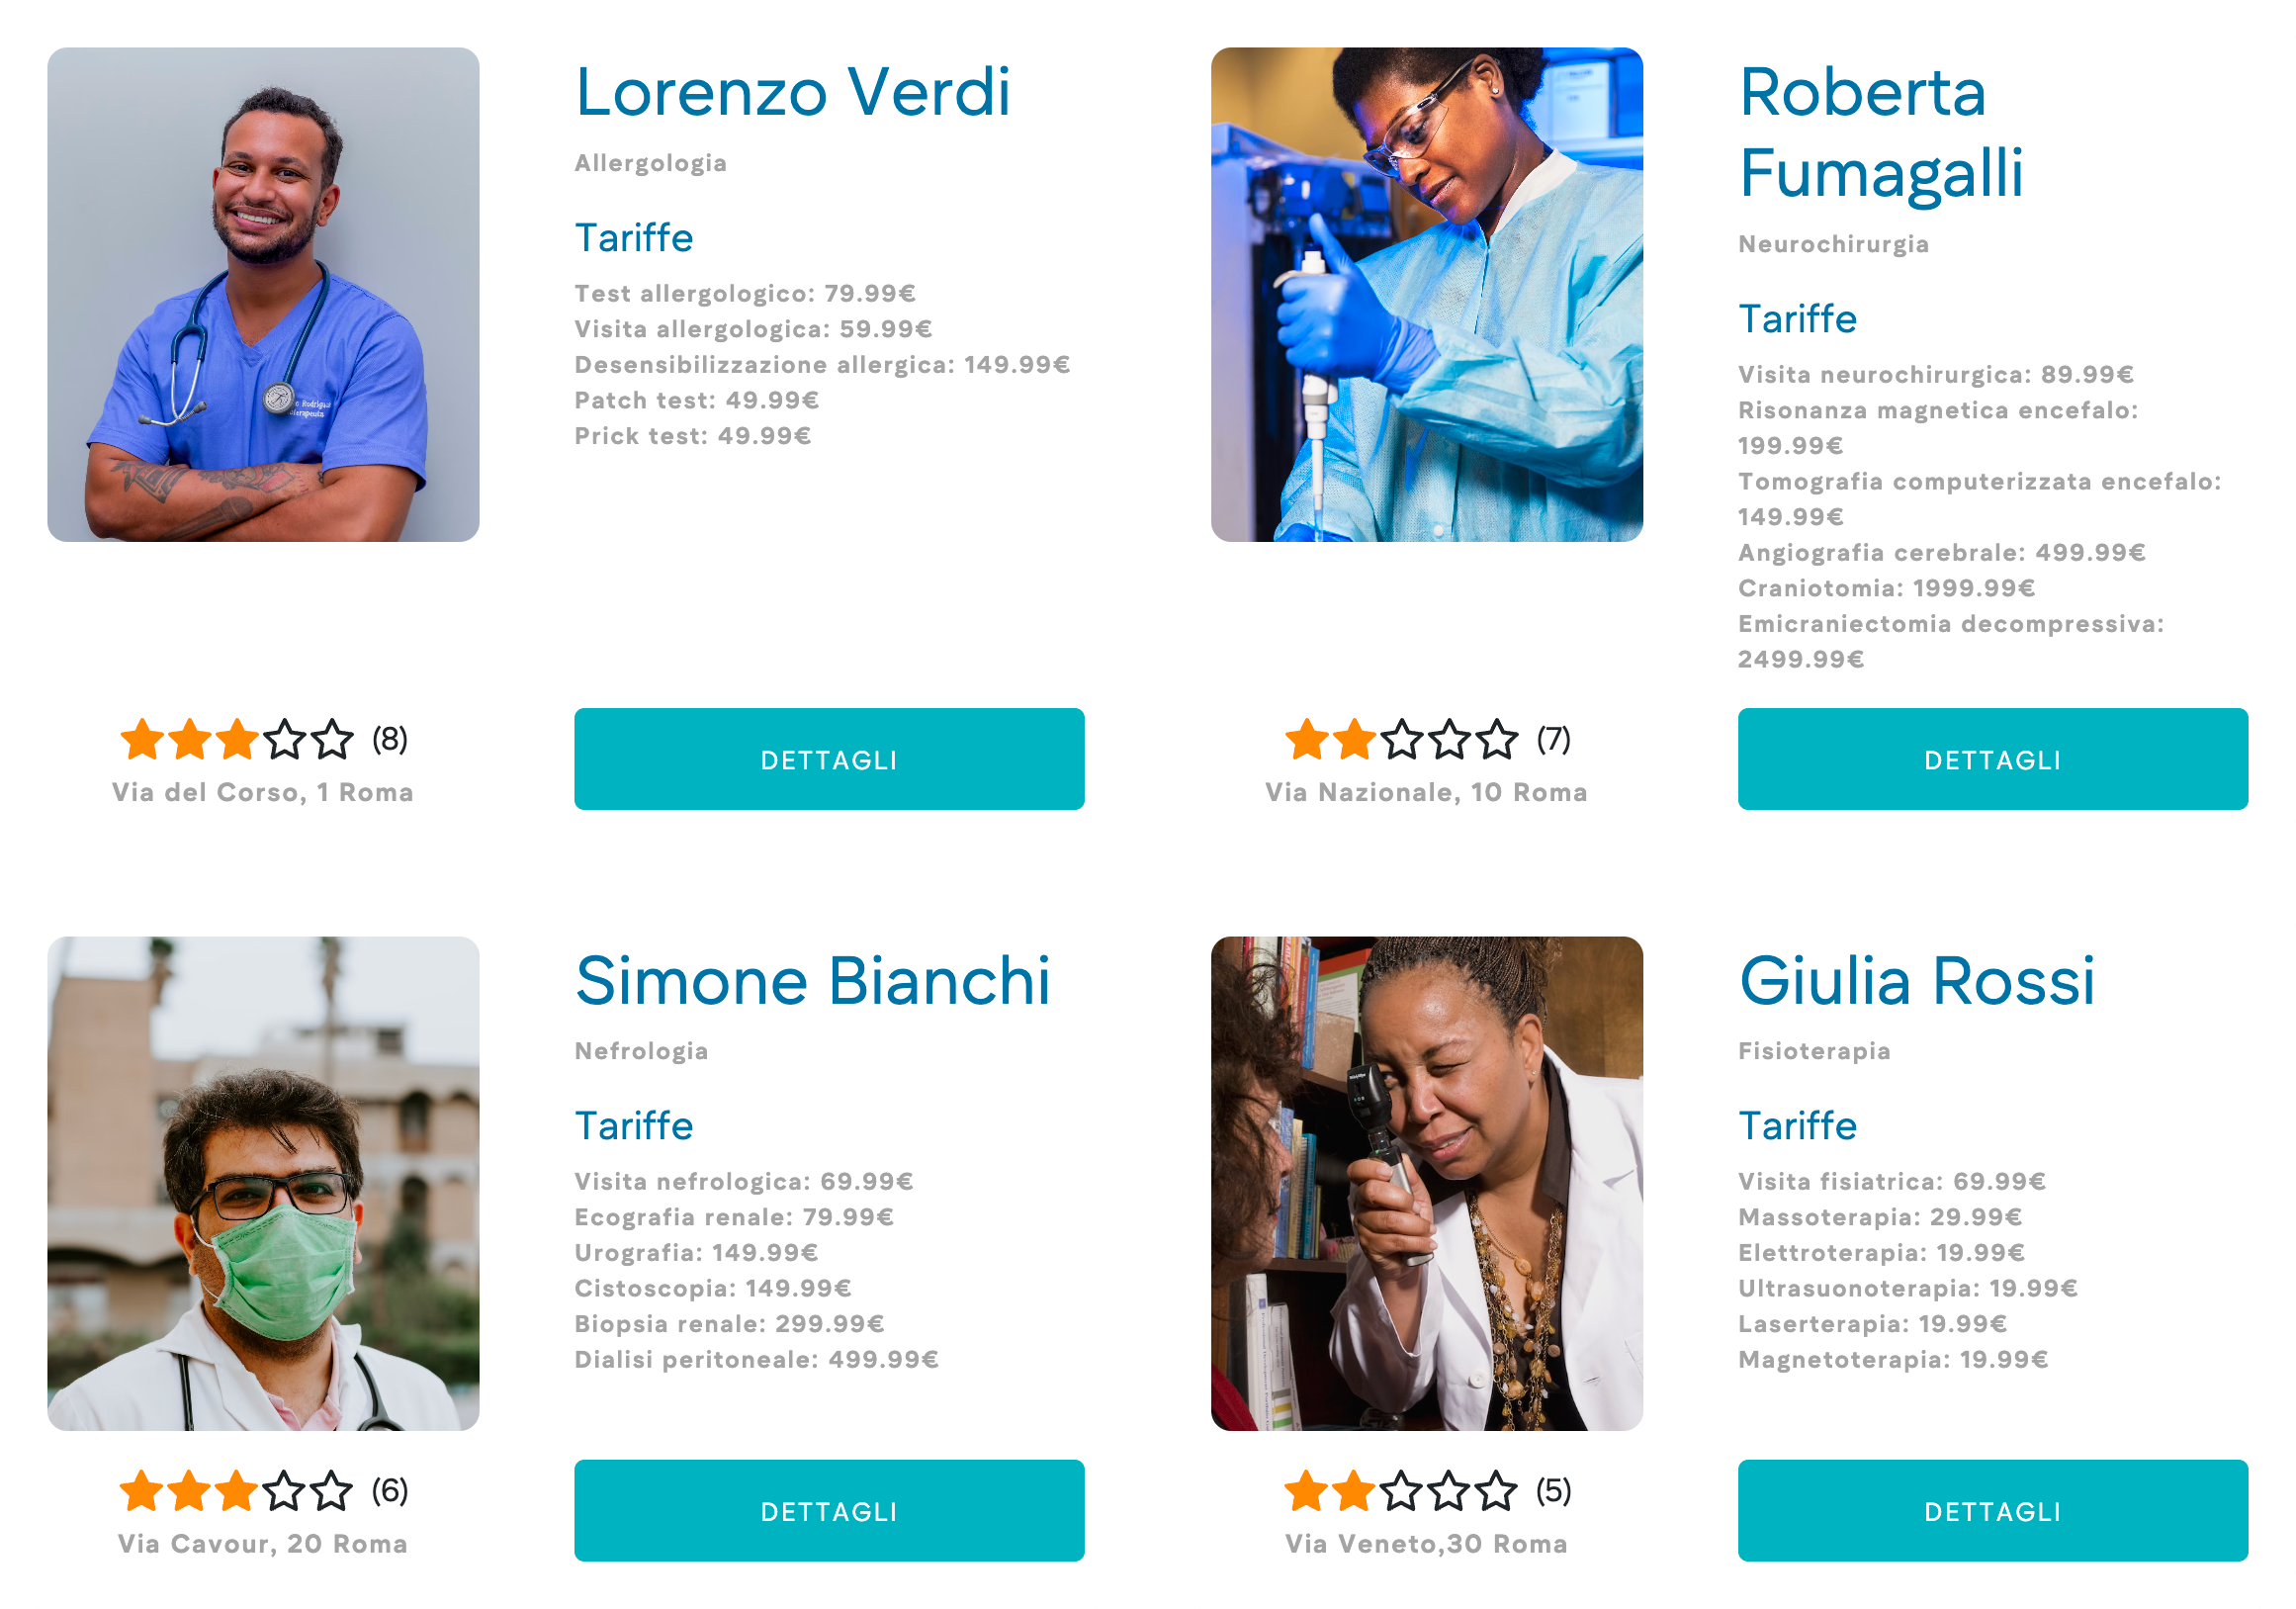 Lorenzo Verdi
Allergologia
Tariffe
Test allergologico: 79.99€
Visita allergologica: 59.99€
Desensibilizzazione allergica: 149.99€
Patch test: 49.99€
Prick test: 49.99€
(8)
Via del Corso, 1 Roma
DETTAGLI
Roberta
Fumagalli
Neurochirurgia
Tariffe
Visita neurochirurgica: 89.99€
Risonanza magnetica encefalo:
199.99€
Tomografia computerizzata encefalo:
149.99€
Angiografia cerebrale: 499.99€
Craniotomia: 1999.99€
Emicraniectomia decompressiva:
2499.99€
(7)
Via Nazionale, 10 Roma
DETTAGLI
Simone Bianchi
Nefrologia
Tariffe
Visita nefrologica: 69.99€
Ecografia renale: 79.99€
Urografia: 149.99€
Cistoscopia: 149.99€
Biopsia renale: 299.99€
Dialisi peritoneale: 499.99€
(6)
Via Cavour, 20 Roma
DETTAGLI
Giulia Rossi
Fisioterapia
Tariffe
Visita fisiatrica: 69.99€
Massoterapia: 29.99€
Elettroterapia: 19.99€
Ultrasuonoterapia: 19.99€
Laserterapia: 19.99€
Magnetoterapia: 19.99€
(5)
Via Veneto,30 Roma
DETTAGLI